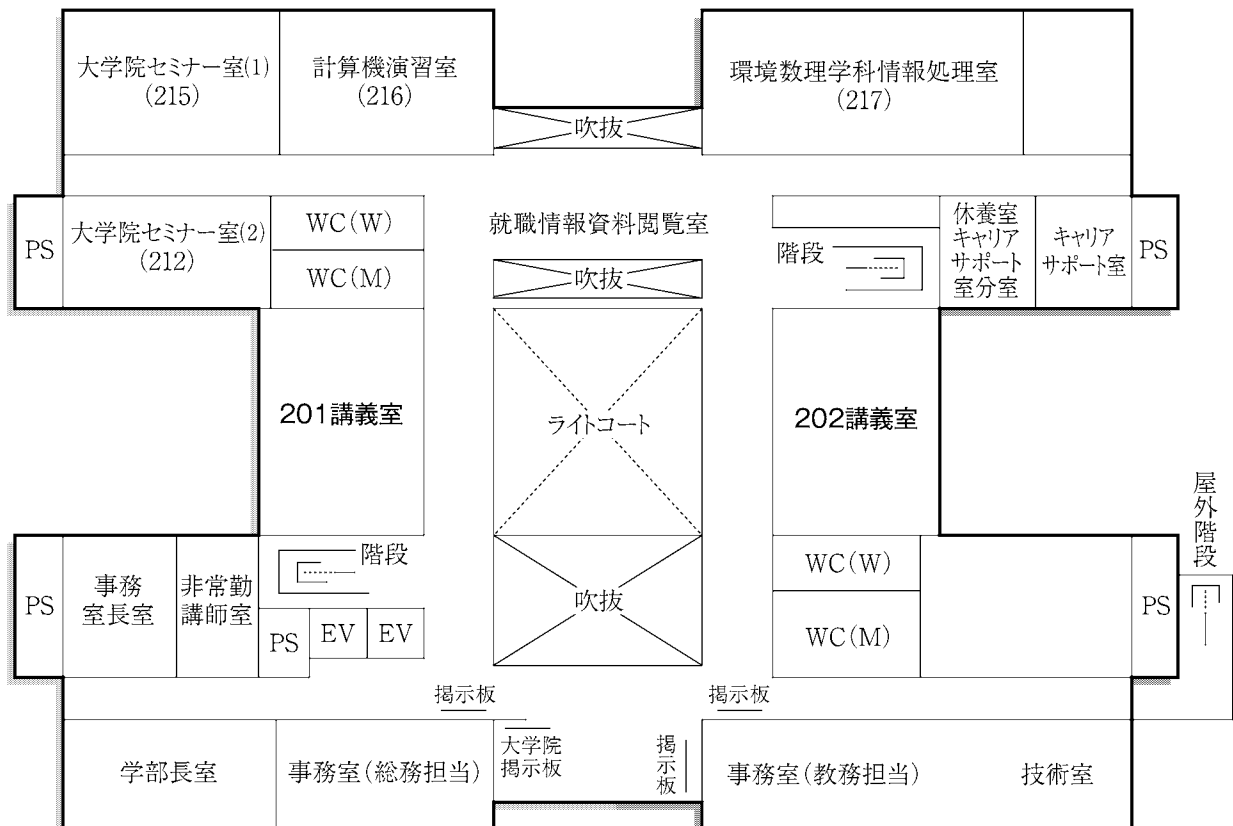 大学院セミナー室(1)
(215)
計算機演習室
(216)
環境数理学科情報処理室
(217)
吹抜
PS
大学院セミナー室(2)
(212)
WC(W)
WC(M)
就職情報資料閲覧室
吹抜
階段
休養室
キャリア
サポート
室分室
キャリア
サポート室
PS
201講義室
ライトコート
202講義室
屋外階段
PS
事務
室長室
非常勤
講師室
階段
PS
EV
EV
吹抜
WC(W)
WC(M)
PS
掲示板
掲示板
学部長室
事務室(総務担当)
大学院
掲示板
掲示板
事務室(教務担当)
技術室